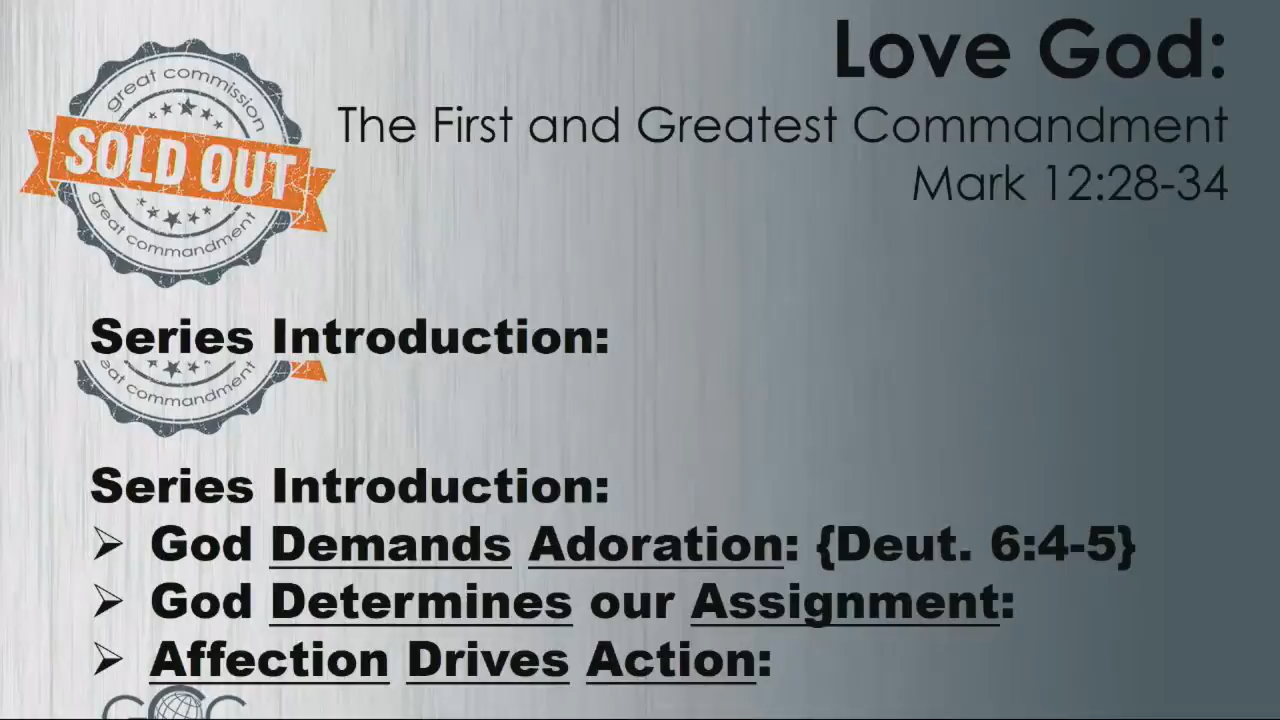 Love God:
The First and Greatest Commandment
Mark 12:28-34
great commission
SOLD OUT
great commandment
Series Introduction:
commandment
Series Introduction:
➢ God Demands Adoration: {Deut. 6:4-5}
➢ God Determines our Assignment:
➢ Affection Drives Action: